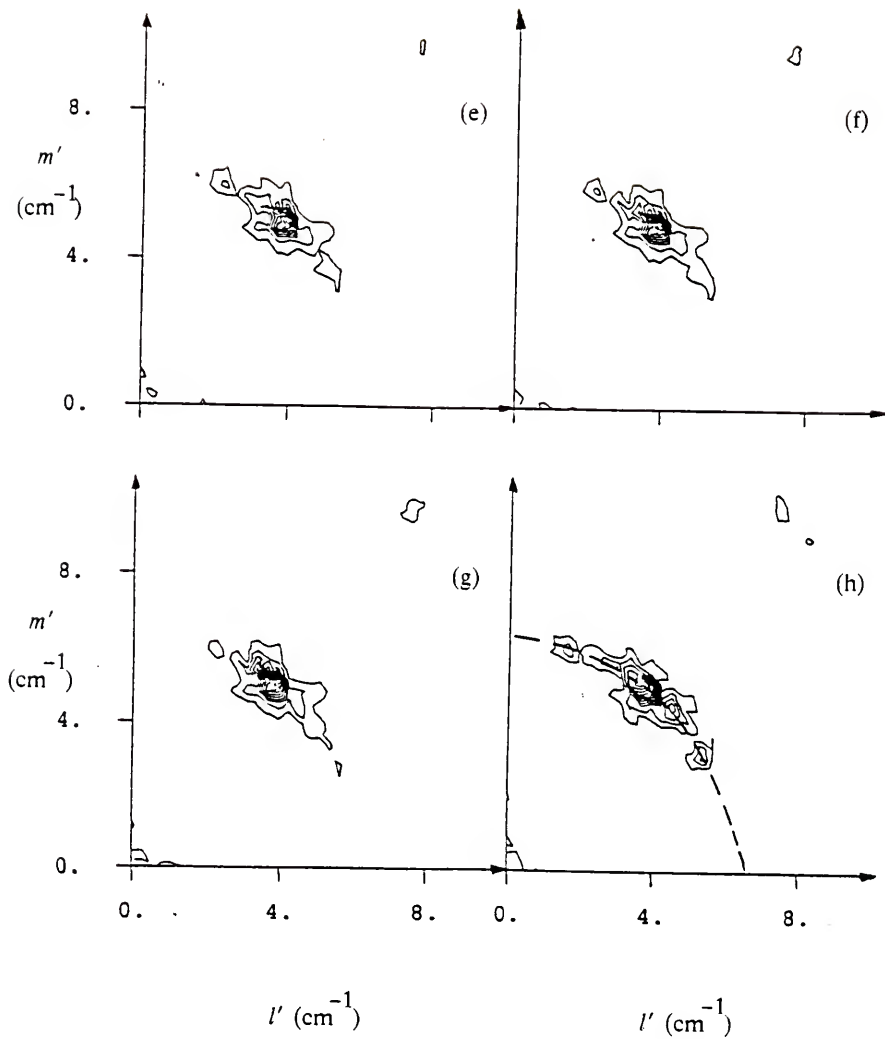 (e)
(f)
8.
m'
(cm⁻¹)
4.
0.
(g)
(h)
8.
m'
(cm⁻¹)
4.
0.
0. 4. 8. 0. 4. 8.
l' (cm⁻¹) l' (cm⁻¹)